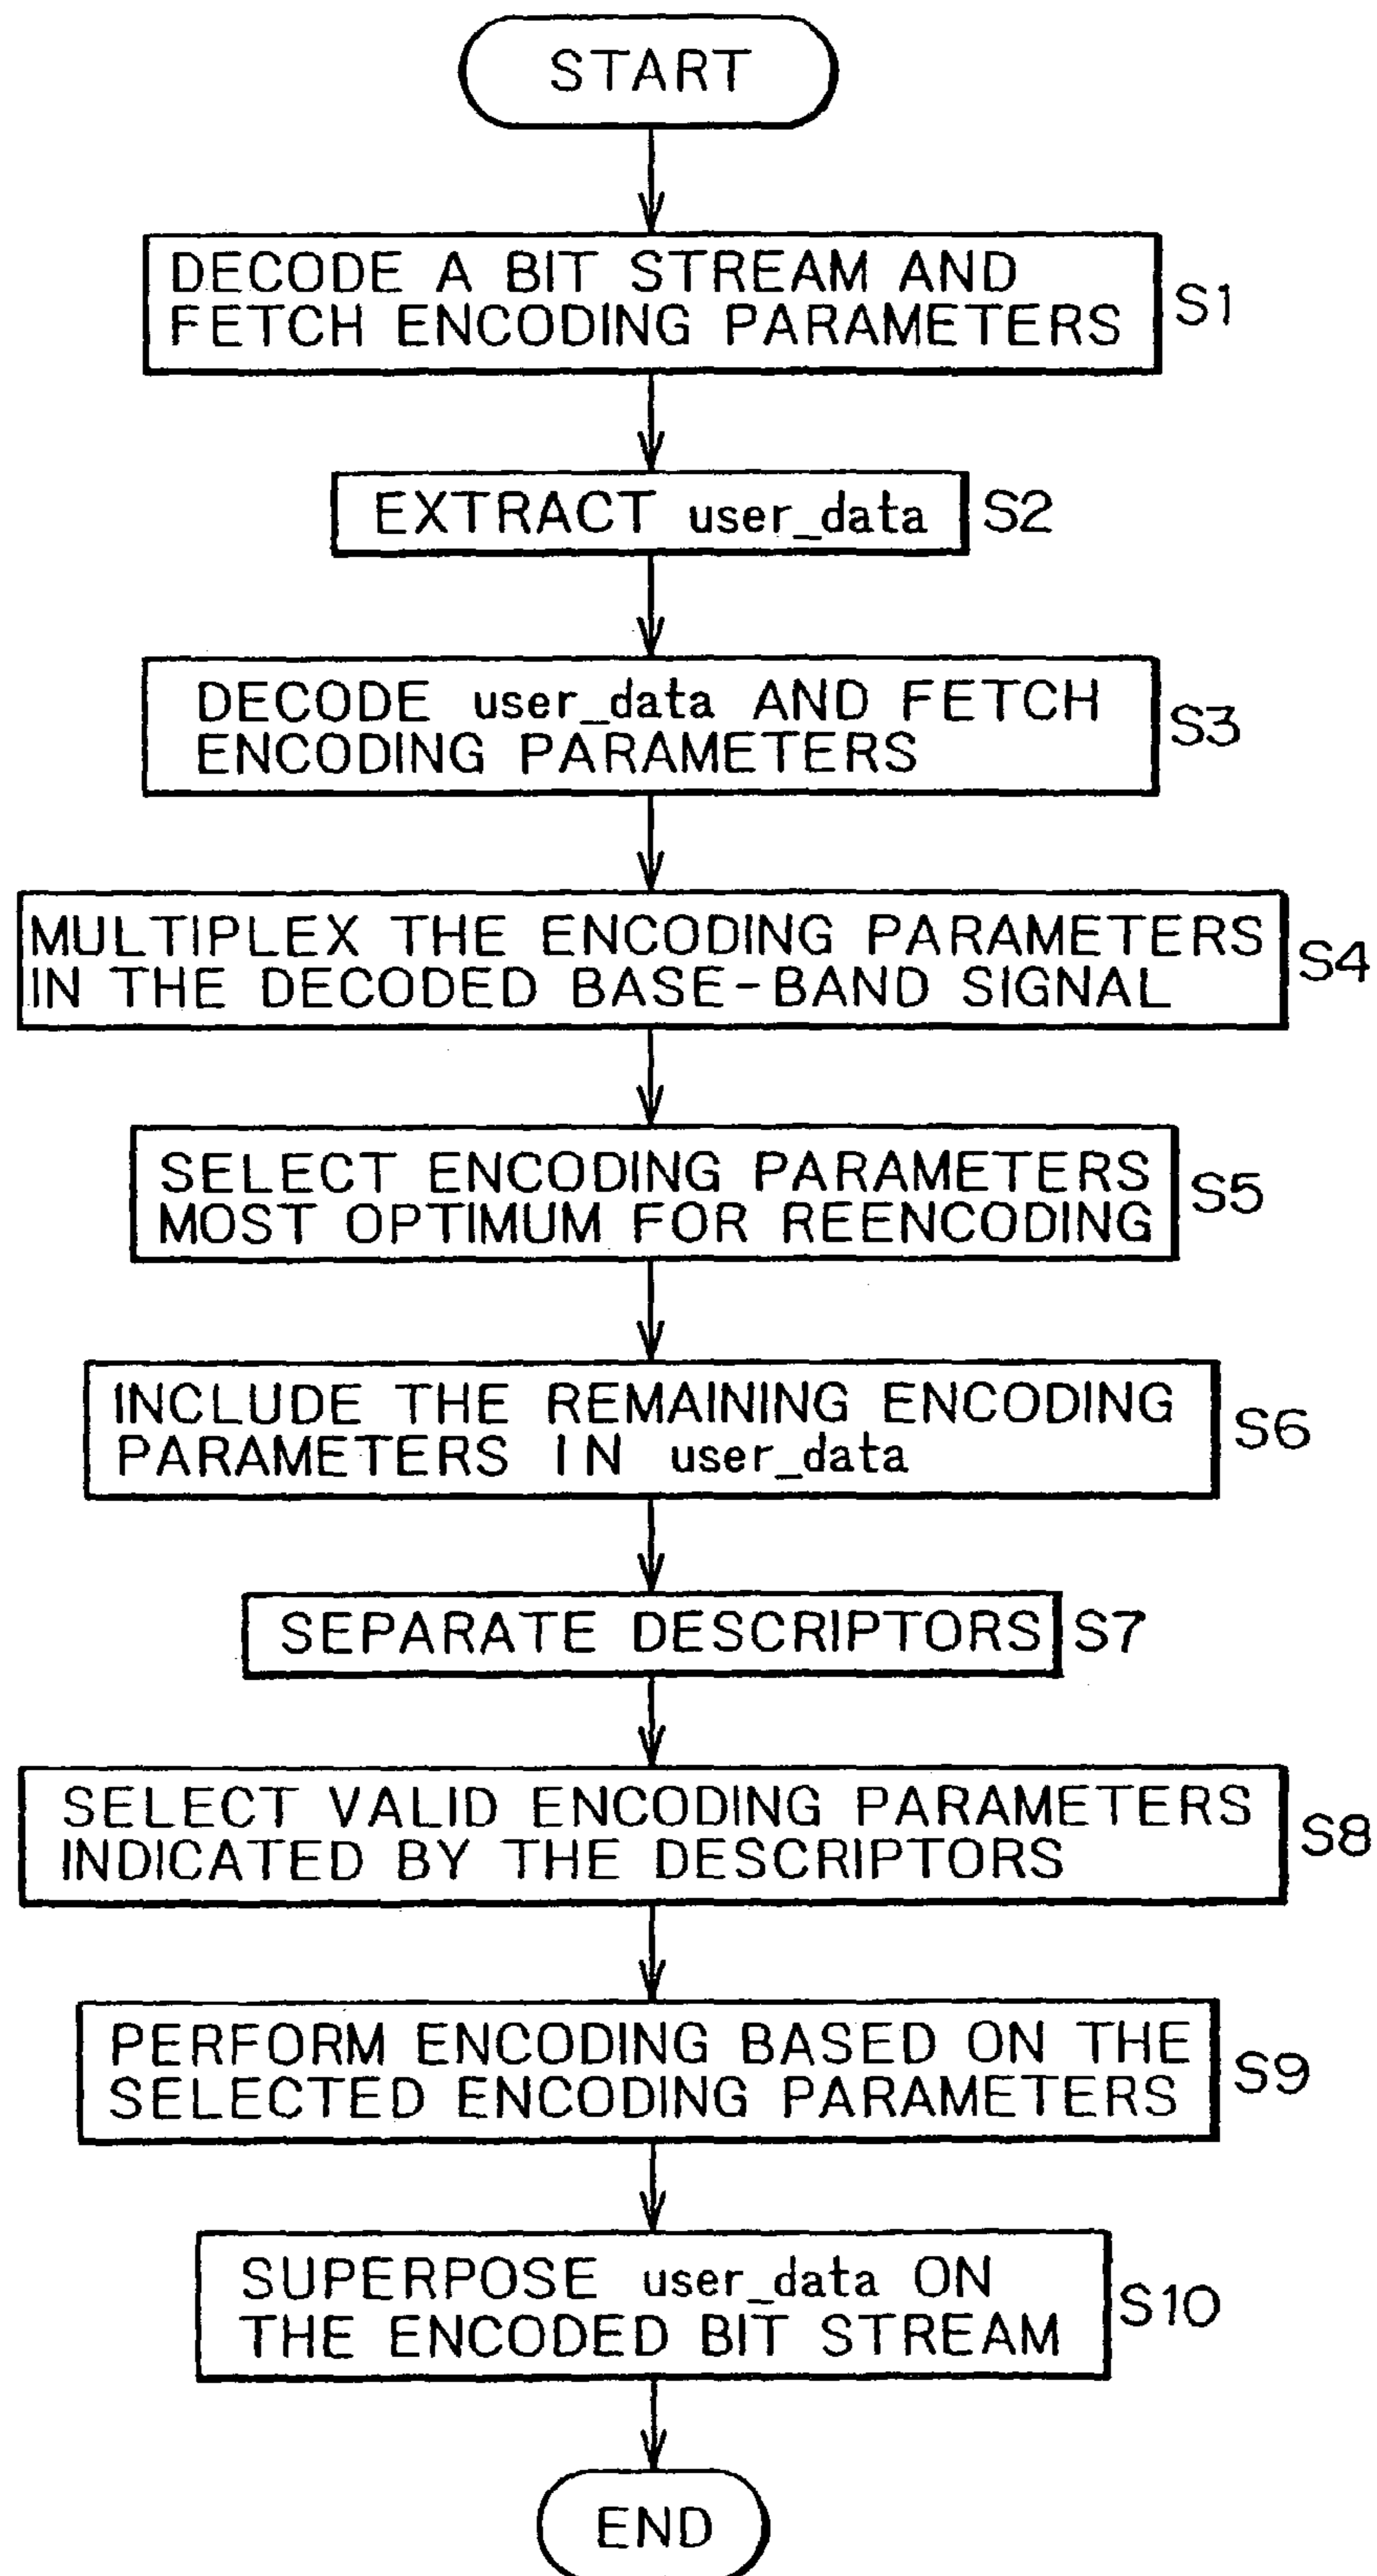 START
DECODE A BIT STREAM AND
FETCH ENCODING PARAMETERS
S1
EXTRACT user_data
S2
DECODE user_data AND FETCH
ENCODING PARAMETERS
S3
MULTIPLEX THE ENCODING PARAMETERS
IN THE DECODED BASE-BAND SIGNAL
S4
SELECT ENCODING PARAMETERS
MOST OPTIMUM FOR REENCODING
S5
INCLUDE THE REMAINING ENCODING
PARAMETERS IN user_data
S6
SEPARATE DESCRIPTORS
S7
SELECT VALID ENCODING PARAMETERS
INDICATED BY THE DESCRIPTORS
S8
PERFORM ENCODING BASED ON THE
SELECTED ENCODING PARAMETERS
S9
SUPERPOSE user_data ON
THE ENCODED BIT STREAM
S10
END